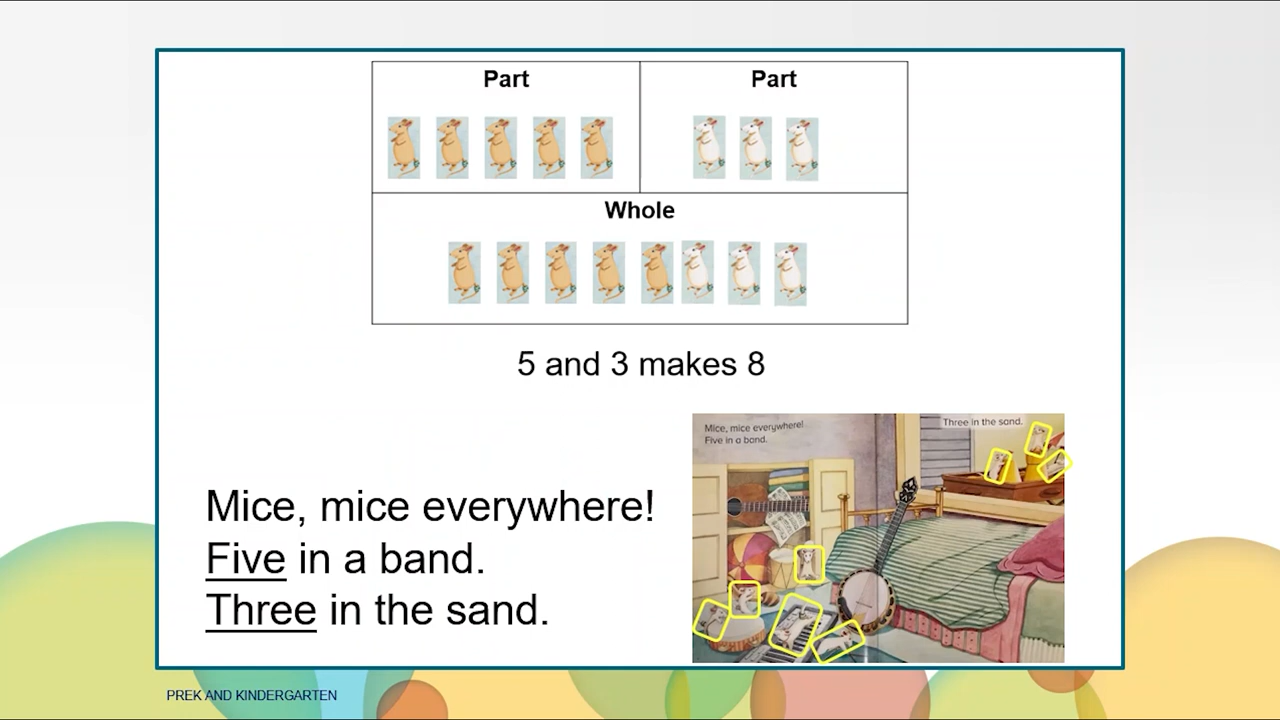 Part Part
Whole
5 and 3 makes 8
Mice, mice everywhere!
Five in a band.
Three in the sand.
Mice, mice everywhere!
Five in a band.
Three in the sand.
PREK AND KINDERGARTEN